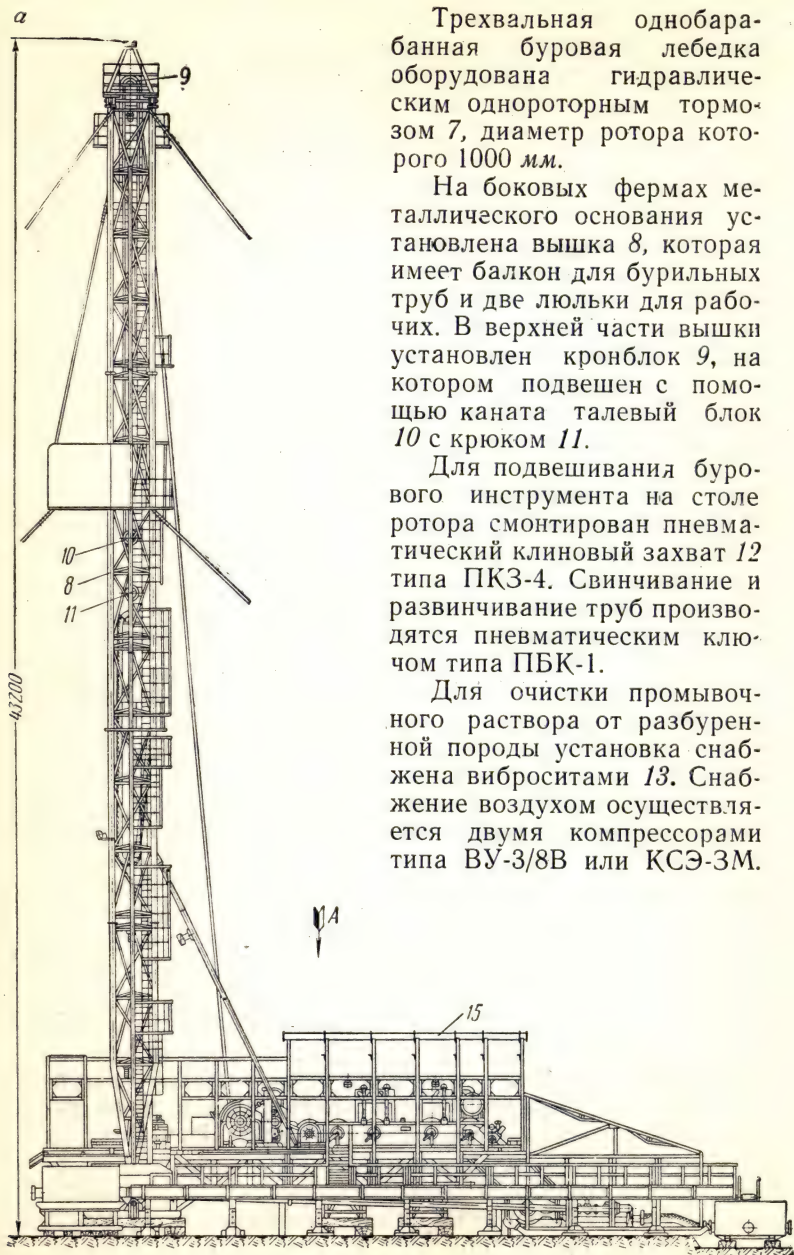 а
Трехвальная однобара-
банная буровая лебедка
оборудована гидравличе-
ским однороторным тормо-
зом 7, диаметр ротора кото-
рого 1000 мм.
На боковых фермах ме-
таллического основания ус-
тановлена вышка 8, которая
имеет балкон для бурильных
труб и две люльки для рабо-
чих. В верхней части вышки
установлен кронблок 9, на
котором подвешен с помо-
щью каната талевый блок
10 с крюком 11.
Для подвешивания буро-
вого инструмента на столе
ротора смонтирован пневма-
тический клиновый захват 12
типа ПКЗ-4. Свинчивание и
развинчивание труб произво-
дятся пневматическим клю-
чом типа ПБК-1.
Для очистки промывоч-
ного раствора от разбурен-
ной породы установка снаб-
жена виброситами 13. Снаб-
жение воздухом осуществля-
ется двумя компрессорами
типа ВУ-3/8В или КСЭ-3М.
9
10
8
11
43200
А
15